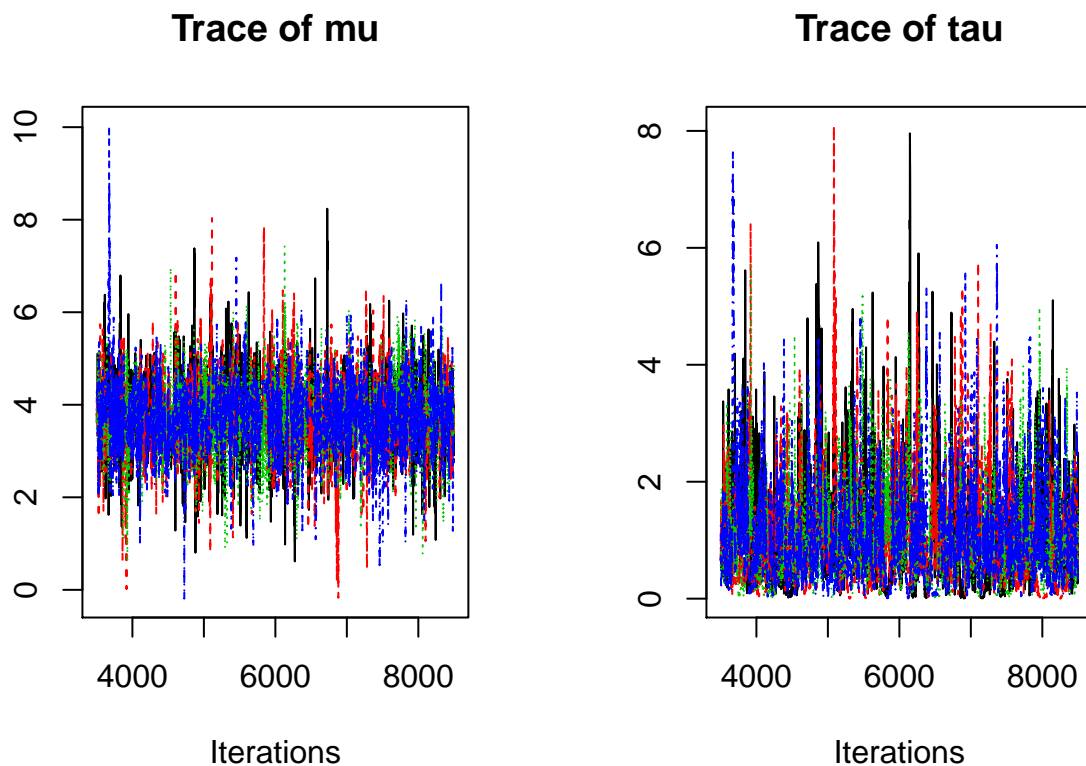 Trace of mu
0 2 4 6 8 10
4000 6000 8000
Iterations
Trace of tau
0 2 4 6 8
4000 6000 8000
Iterations